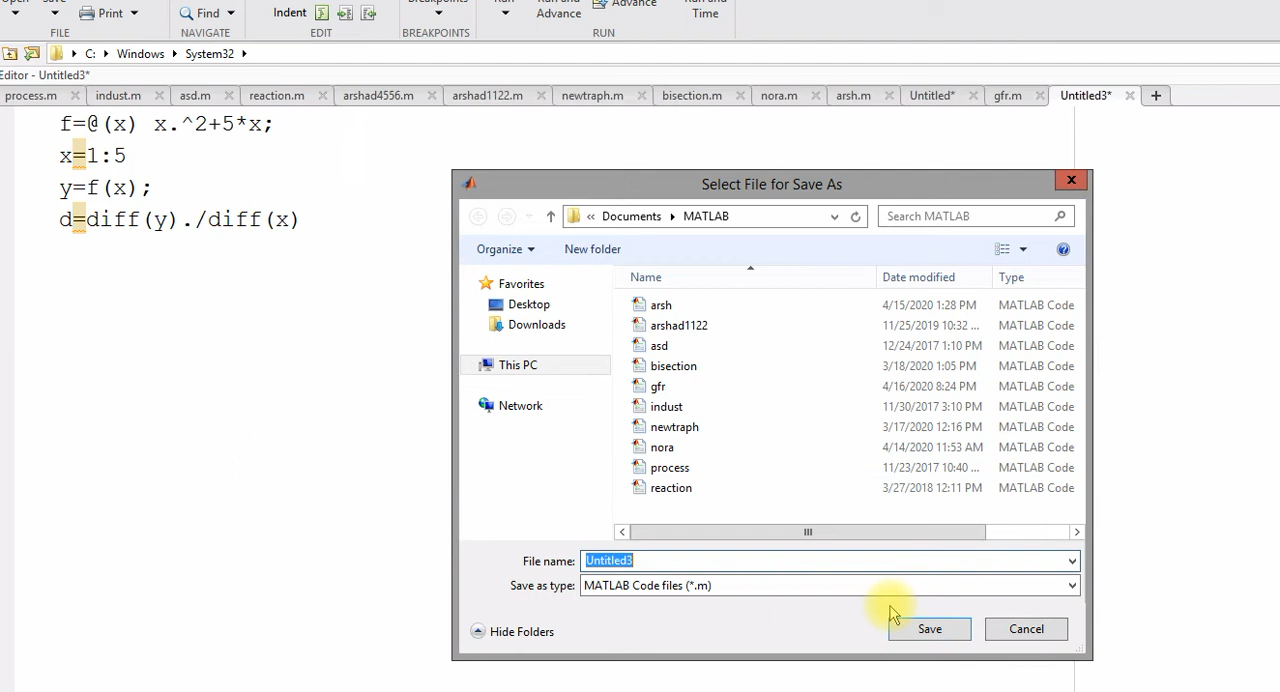 Open Save Print Find Indent Breakpoints Run Run and Advance Advance Run and Time
FILE NAVIGATE EDIT BREAKPOINTS RUN
C: Windows System32
Editor - Untitled3*
process.m indust.m asd.m reaction.m arshad4556.m arshad1122.m newtraph.m bisection.m nora.m arsh.m Untitled* gfr.m Untitled3*
f=@(x) x.^2+5*x;
x=1:5
y=f(x);
d=diff(y)./diff(x)
Select File for Save As
« Documents MATLAB Search MATLAB
Organize New folder
Name Date modified Type
Favorites
Desktop
Downloads
This PC
Network
arsh 4/15/2020 1:28 PM MATLAB Code
arshad1122 11/25/2019 10:32 ... MATLAB Code
asd 12/24/2017 1:10 PM MATLAB Code
bisection 3/18/2020 1:05 PM MATLAB Code
gfr 4/16/2020 8:24 PM MATLAB Code
indust 11/30/2017 3:10 PM MATLAB Code
newtraph 3/17/2020 12:16 PM MATLAB Code
nora 4/14/2020 11:53 AM MATLAB Code
process 11/23/2017 10:40 ... MATLAB Code
reaction 3/27/2018 12:11 PM MATLAB Code
File name: Untitled3
Save as type: MATLAB Code files (*.m)
Hide Folders Save Cancel